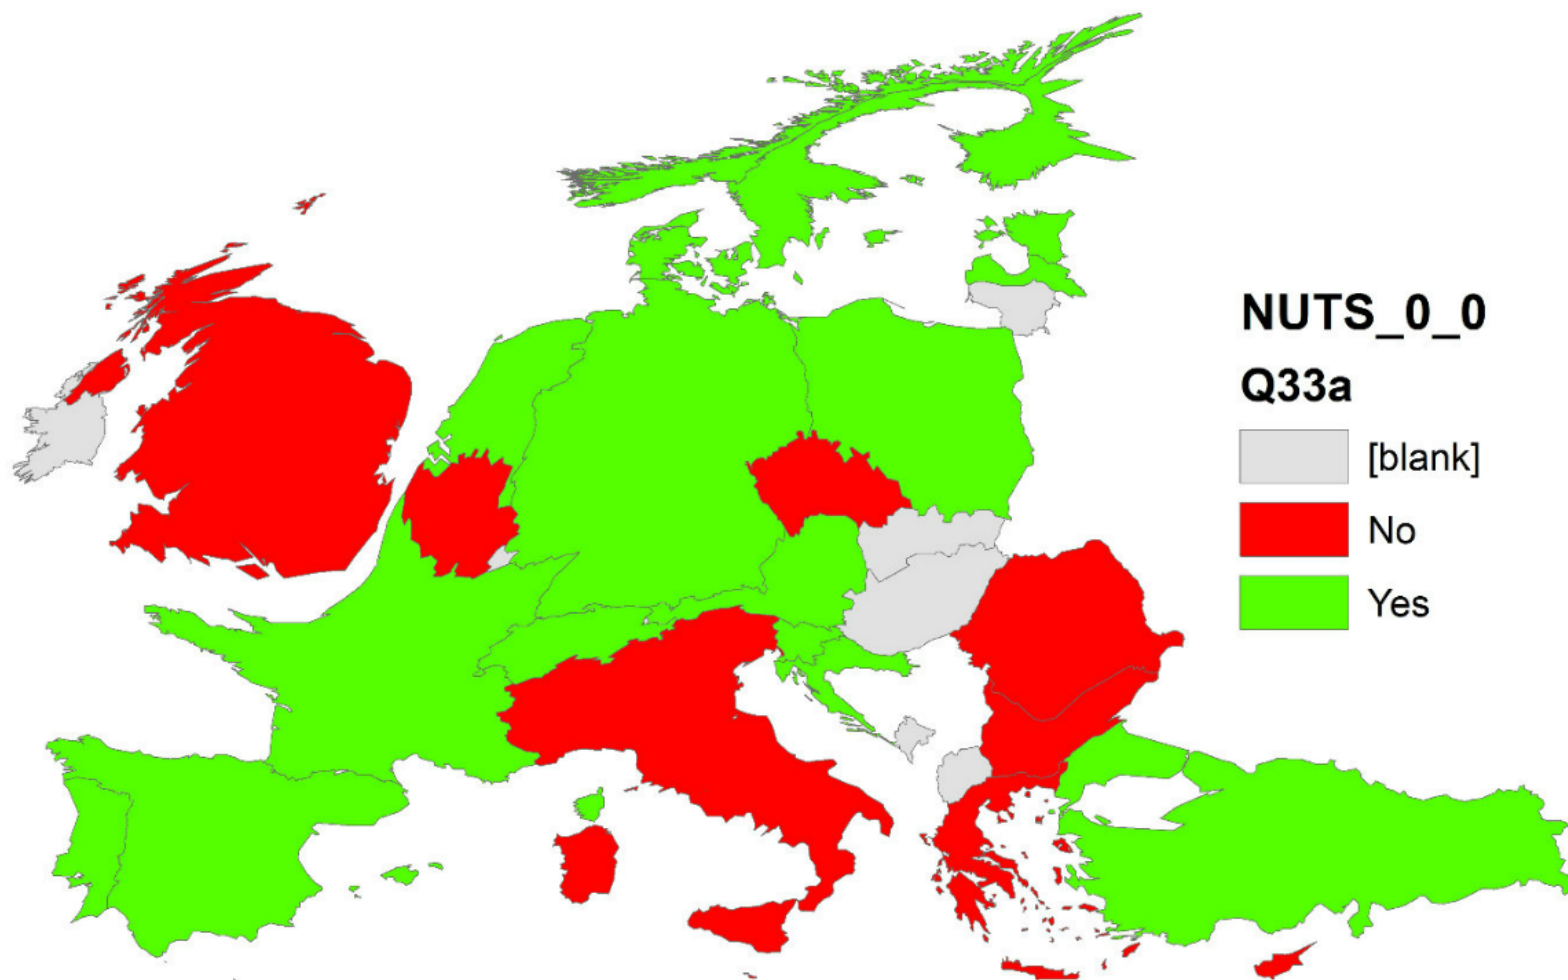 NUTS_0_0
Q33a
[blank]
No
Yes